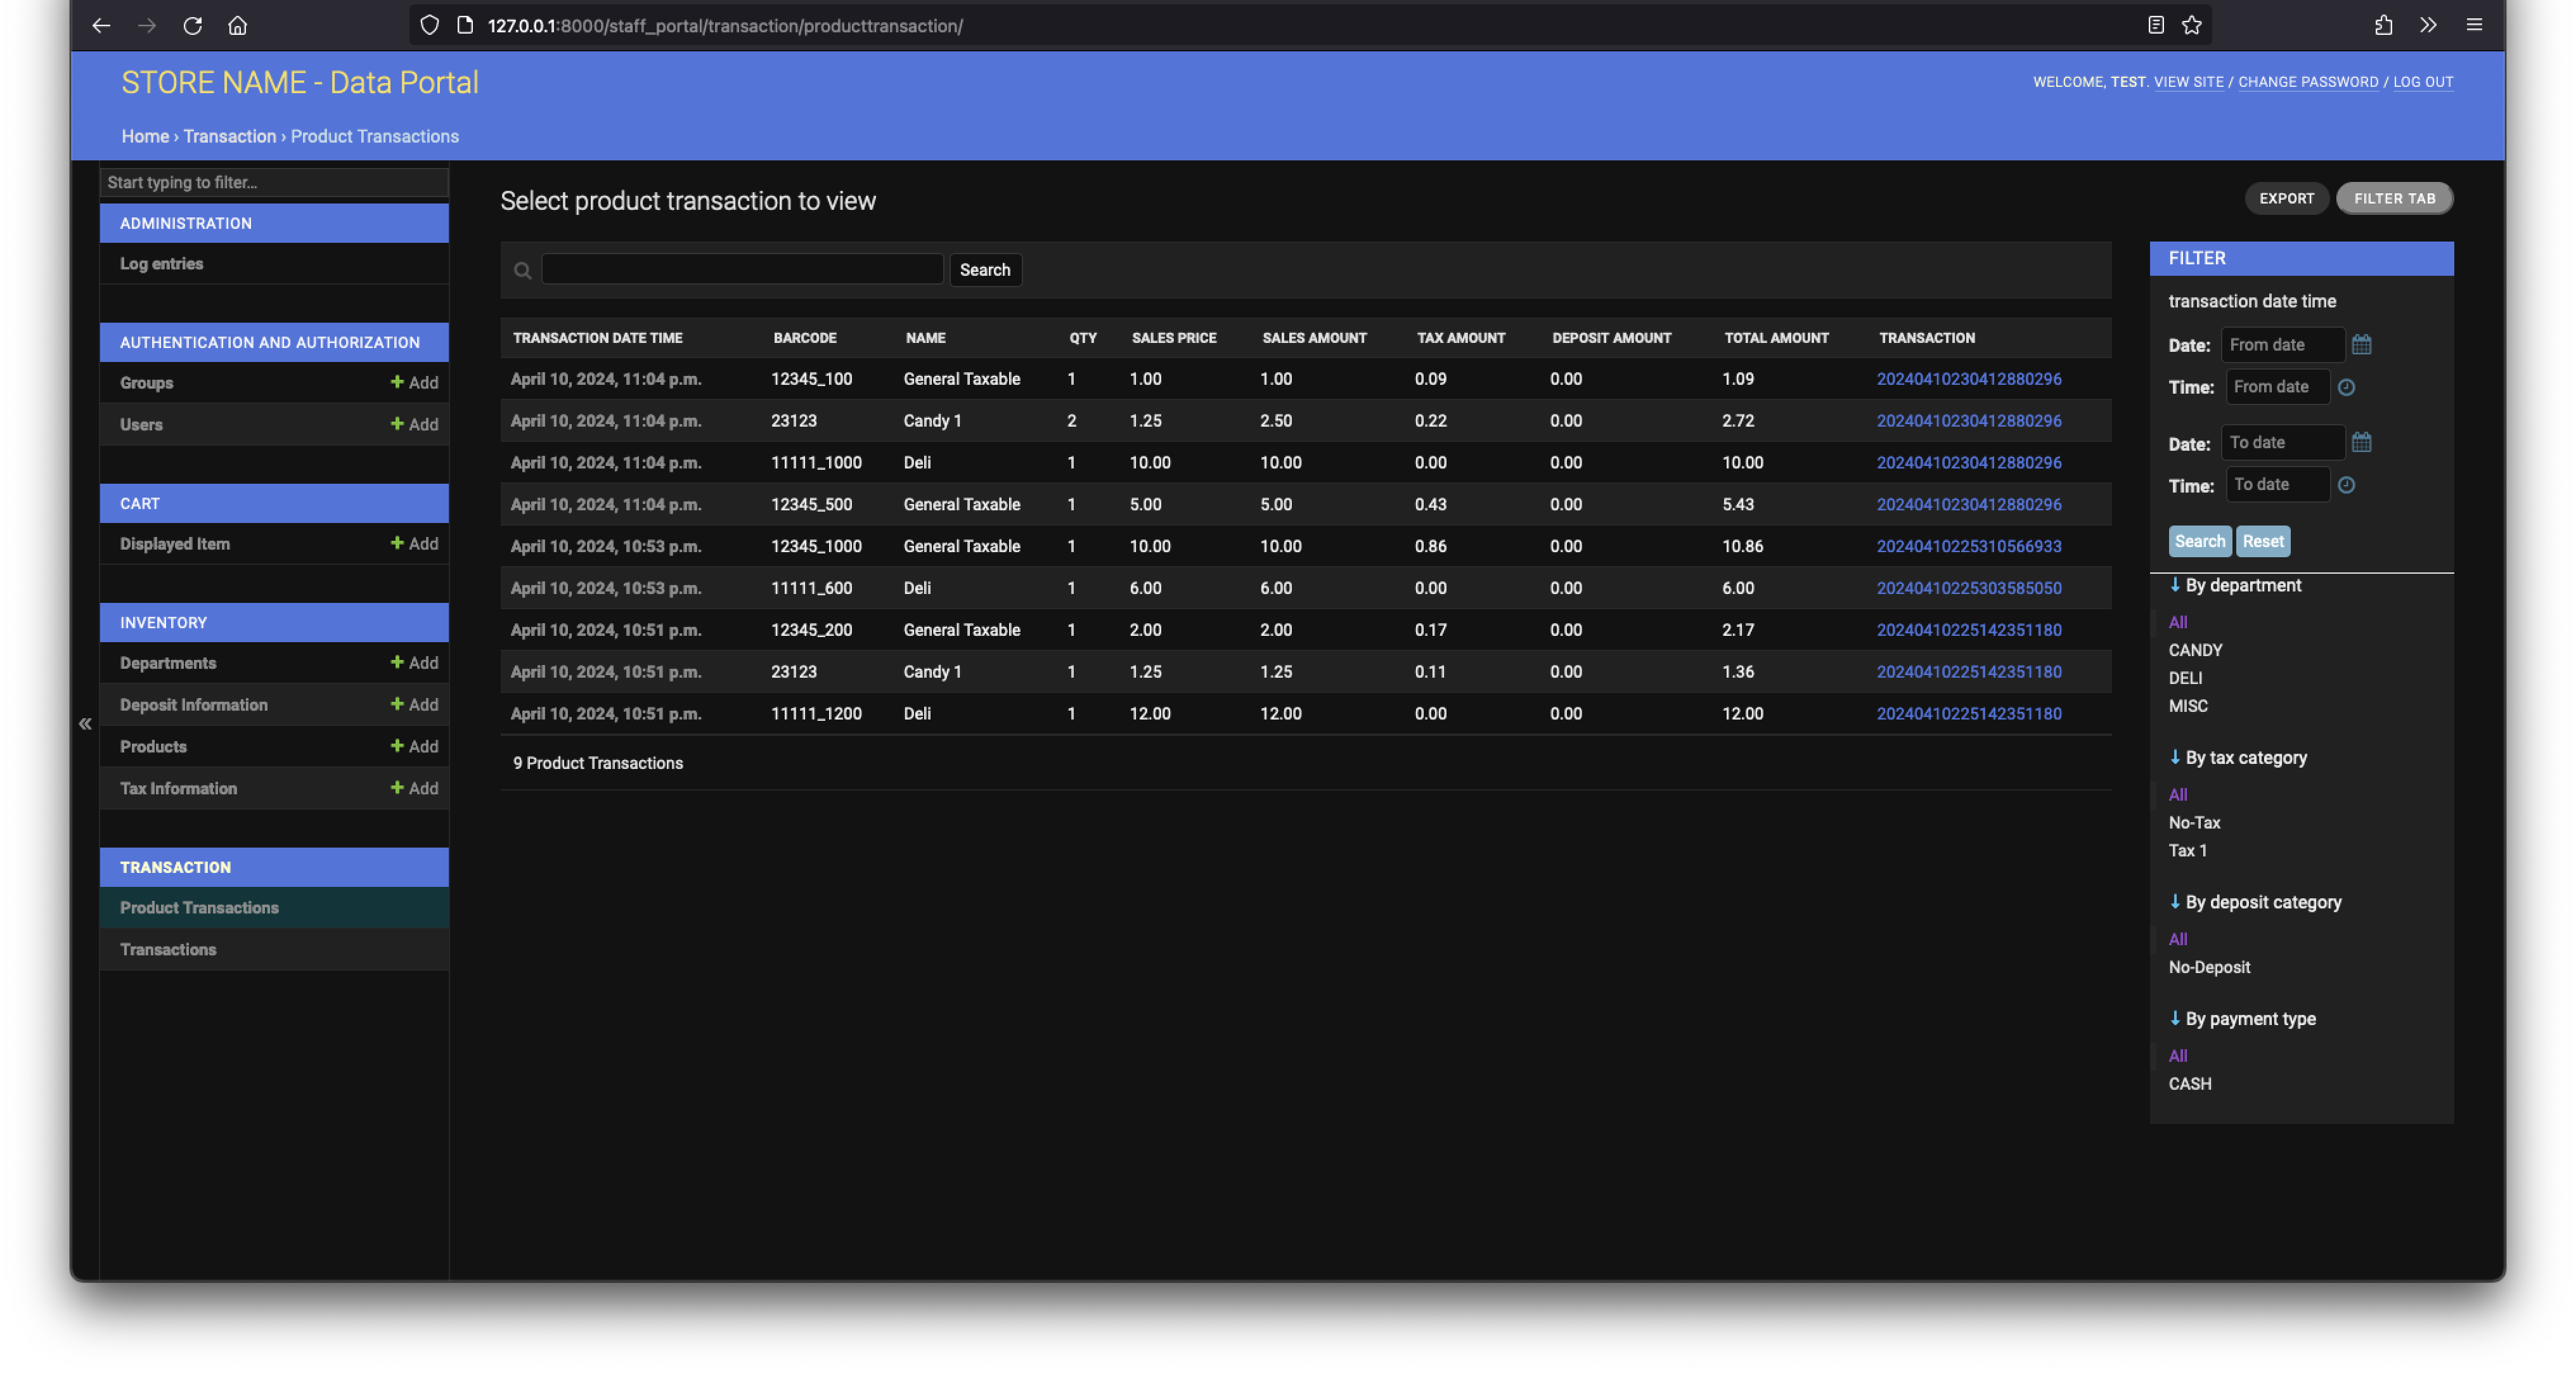 127.0.0.1:8000/staff_portal/transaction/producttransaction/
STORE NAME - Data Portal
WELCOME, TEST. VIEW SITE / CHANGE PASSWORD / LOG OUT
Home › Transaction › Product Transactions
Start typing to filter...
ADMINISTRATION
Log entries
AUTHENTICATION AND AUTHORIZATION
Groups + Add
Users + Add
CART
Displayed Item + Add
INVENTORY
Departments + Add
Deposit Information + Add
Products + Add
Tax Information + Add
TRANSACTION
Product Transactions
Transactions
«
Select product transaction to view
EXPORT FILTER TAB
Search
TRANSACTION DATE TIME BARCODE NAME QTY SALES PRICE SALES AMOUNT TAX AMOUNT DEPOSIT AMOUNT TOTAL AMOUNT TRANSACTION
April 10, 2024, 11:04 p.m. 12345_100 General Taxable 1 1.00 1.00 0.09 0.00 1.09 20240410230412880296
April 10, 2024, 11:04 p.m. 23123 Candy 1 2 1.25 2.50 0.22 0.00 2.72 20240410230412880296
April 10, 2024, 11:04 p.m. 11111_1000 Deli 1 10.00 10.00 0.00 0.00 10.00 20240410230412880296
April 10, 2024, 11:04 p.m. 12345_500 General Taxable 1 5.00 5.00 0.43 0.00 5.43 20240410230412880296
April 10, 2024, 10:53 p.m. 12345_1000 General Taxable 1 10.00 10.00 0.86 0.00 10.86 20240410225310566933
April 10, 2024, 10:53 p.m. 11111_600 Deli 1 6.00 6.00 0.00 0.00 6.00 20240410225303585050
April 10, 2024, 10:51 p.m. 12345_200 General Taxable 1 2.00 2.00 0.17 0.00 2.17 20240410225142351180
April 10, 2024, 10:51 p.m. 23123 Candy 1 1 1.25 1.25 0.11 0.00 1.36 20240410225142351180
April 10, 2024, 10:51 p.m. 11111_1200 Deli 1 12.00 12.00 0.00 0.00 12.00 20240410225142351180
9 Product Transactions
FILTER
transaction date time
Date: From date
Time: From date
Date: To date
Time: To date
Search Reset
↓ By department
All
CANDY
DELI
MISC
↓ By tax category
All
No-Tax
Tax 1
↓ By deposit category
All
No-Deposit
↓ By payment type
All
CASH